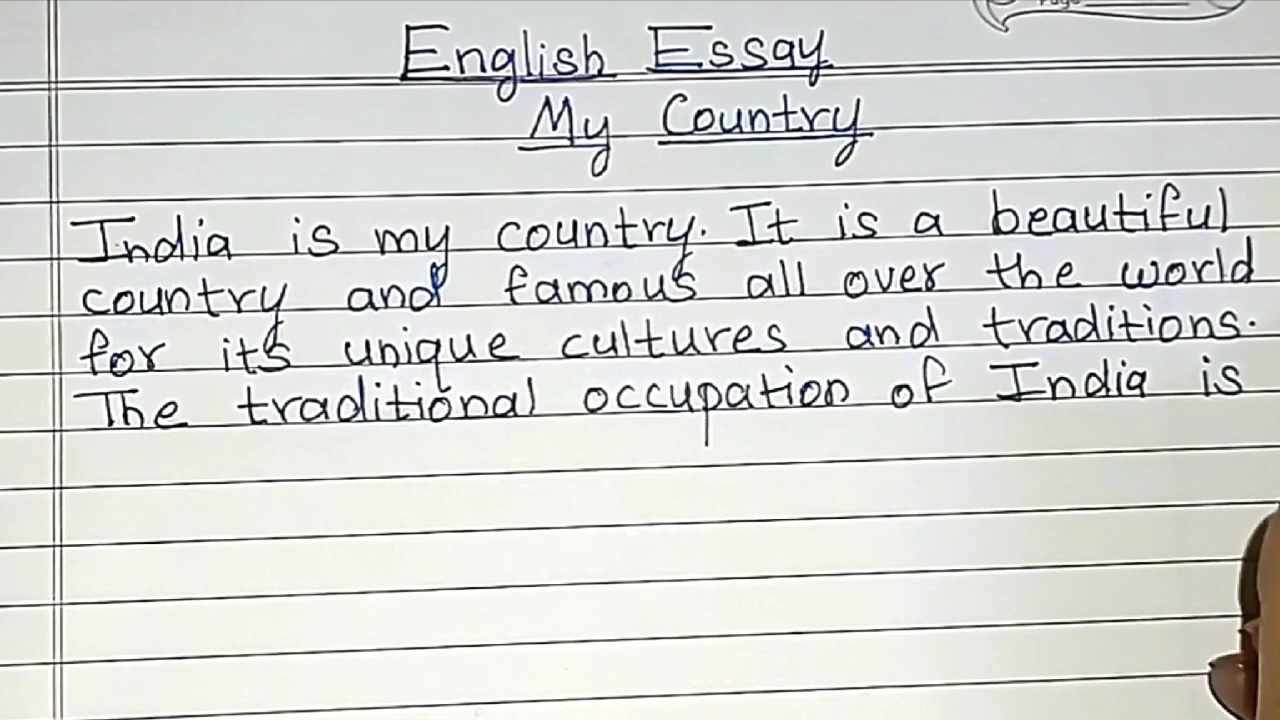 English Essay
My Country
India is my country. It is a beautiful
country and famous all over the world
for its unique cultures and traditions.
The traditional occupation of India is